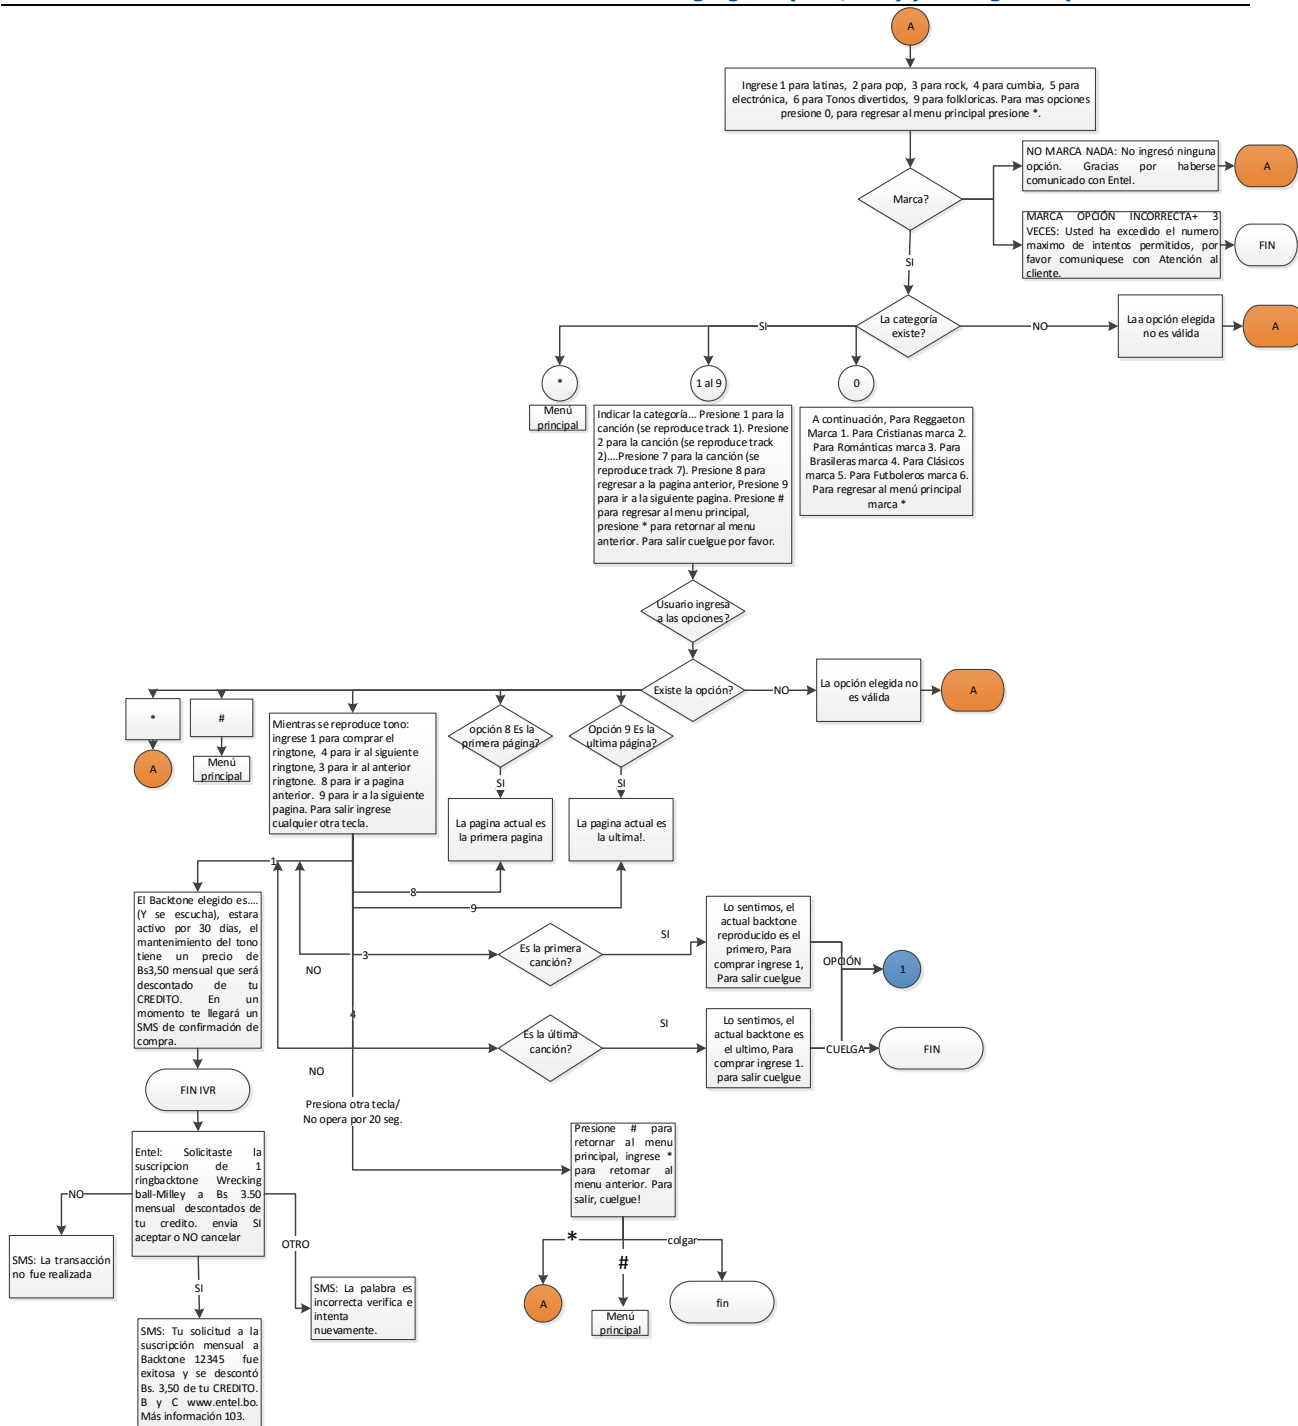 A
Ingrese 1 para latinas, 2 para pop, 3 para rock, 4 para cumbia, 5 para
electrónica, 6 para Tonos divertidos, 9 para folkloricas. Para mas opciones
presione 0, para regresar al menu principal presione *.
Marca?
NO MARCA NADA: No ingresó ninguna
opción. Gracias por haberse
comunicado con Entel.
A
MARCA OPCIÓN INCORRECTA+ 3
VECES: Usted ha excedido el numero
maximo de intentos permitidos, por
favor comuniquese con Atención al
cliente.
FIN
SI
La categoría
existe?
NO
Laa opción elegida
no es válida
A
SI
*
Menú
principal
1 al 9
Indicar la categoría... Presione 1 para la
canción (se reproduce track 1). Presione
2 para la canción (se reproduce track
2)....Presione 7 para la canción (se
reproduce track 7). Presione 8 para
regresar a la pagina anterior, Presione 9
para ir a la siguiente pagina. Presione #
para regresar al menu principal,
presione * para retornar al menu
anterior. Para salir cuelgue por favor.
0
A continuación, Para Reggaeton
Marca 1. Para Cristianas marca 2.
Para Románticas marca 3. Para
Brasileras marca 4. Para Clásicos
marca 5. Para Futboleros marca 6.
Para regresar al menú principal
marca *
Usuario ingresa
a las opciones?
Existe la opción?
NO
La opción elegida no
es válida
A
*
A
#
Menú
principal
Mientras se reproduce tono:
ingrese 1 para comprar el
ringtone, 4 para ir al siguiente
ringtone, 3 para ir al anterior
ringtone. 8 para ir a pagina
anterior. 9 para ir a la siguiente
pagina. Para salir ingrese
cualquier otra tecla.
opción 8 Es la
primera página?
SI
La pagina actual es
la primera pagina
Opción 9 Es la
ultima página?
SI
La pagina actual es
la ultima!.
1
8
9
3
4
El Backtone elegido es....
(Y se escucha), estara
activo por 30 dias, el
mantenimiento del tono
tiene un precio de
Bs3,50 mensual que será
descontado de tu
CREDITO. En un
momento te llegará un
SMS de confirmación de
compra.
NO
Es la primera
canción?
SI
Lo sentimos, el
actual backtone
reproducido es el
primero, Para
comprar ingrese 1,
Para salir cuelgue
OPCIÓN
1
NO
Es la última
canción?
SI
Lo sentimos, el
actual backtone es
el ultimo, Para
comprar ingrese 1.
para salir cuelgue
CUELGA
FIN
FIN IVR
Presiona otra tecla/
No opera por 20 seg.
Presione # para
retornar al menu
principal, ingrese *
para retornar al
menu anterior. Para
salir, cuelgue!
*
A
#
Menú
principal
colgar
fin
Entel: Solicitaste la
suscripcion de 1
ringbacktone Wrecking
ball-Milley a Bs 3.50
mensual descontados de
tu credito. envia SI
aceptar o NO cancelar
NO
SMS: La transacción
no fue realizada
OTRO
SMS: La palabra es
incorrecta verifica e
intenta
nuevamente.
SI
SMS: Tu solicitud a la
suscripción mensual a
Backtone 12345 fue
exitosa y se descontó
Bs. 3,50 de tu CREDITO.
B y C www.entel.bo.
Más información 103.